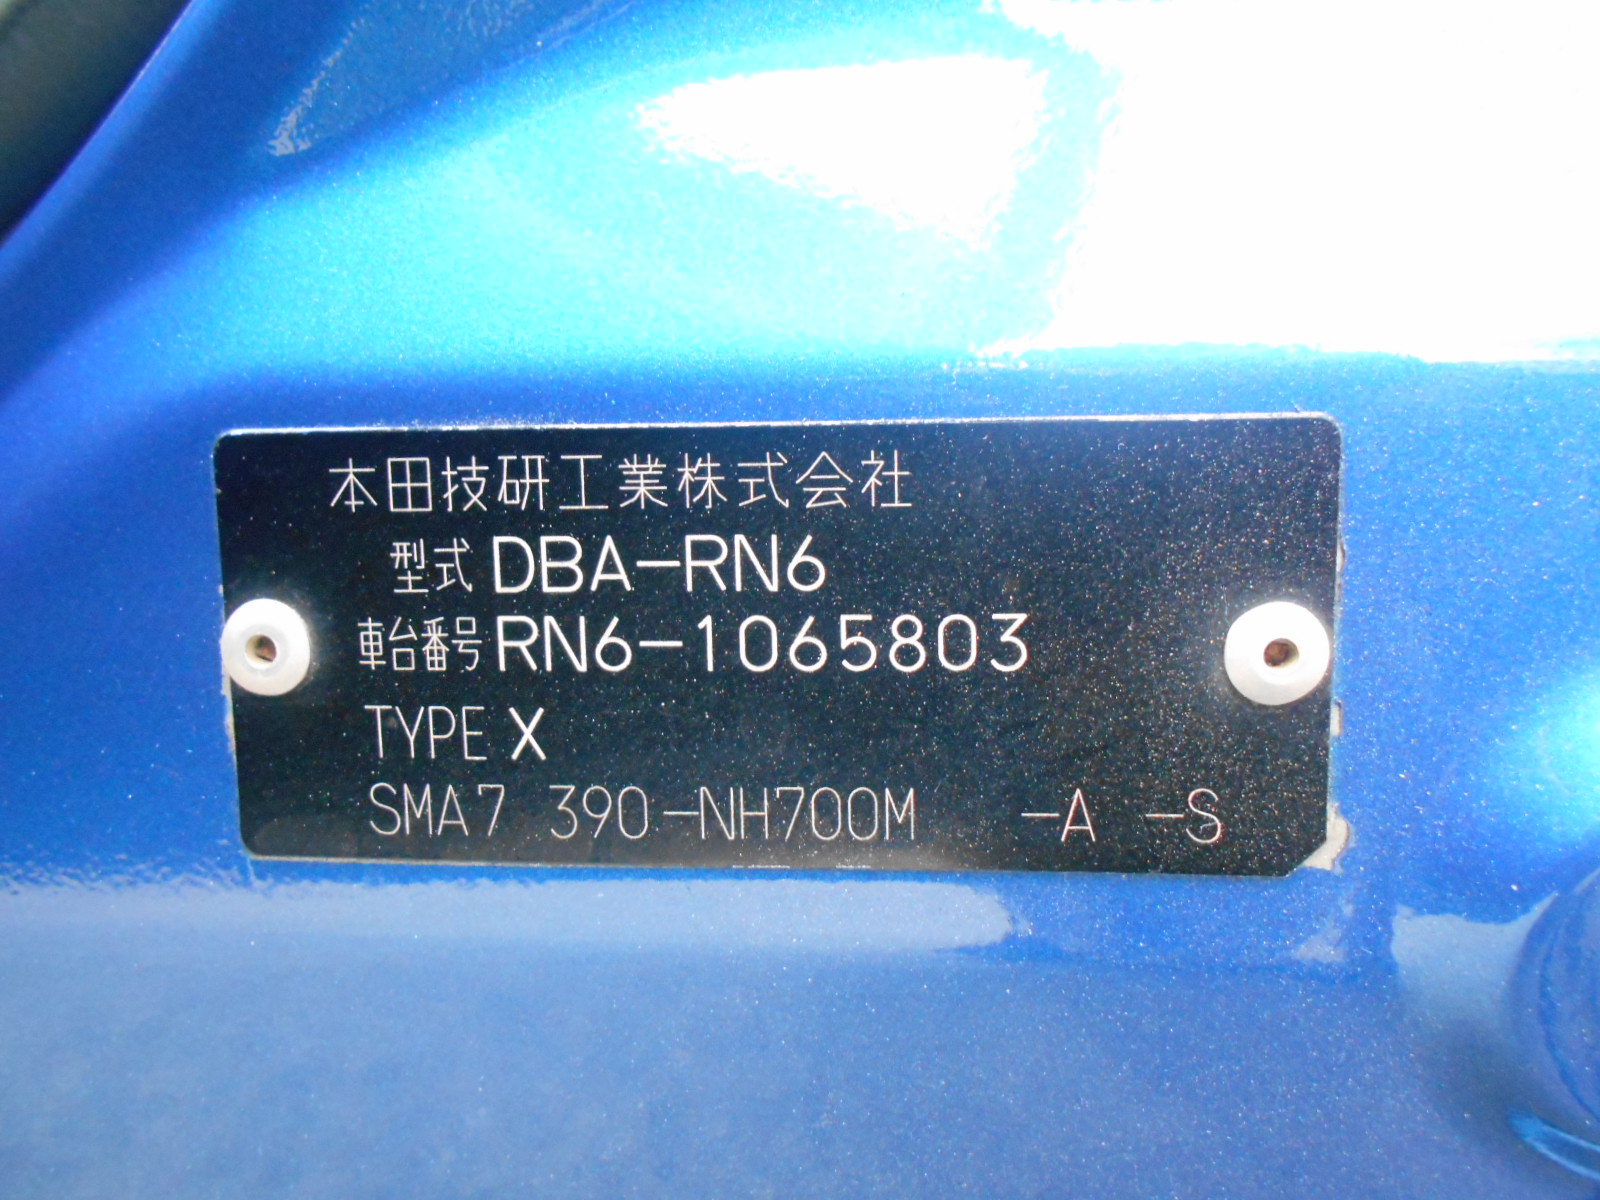 本田技研工業株式会社
型式 DBA-RN6
車台番号 RN6-1065803
TYPE X
SMA7 390-NH700M -A -S